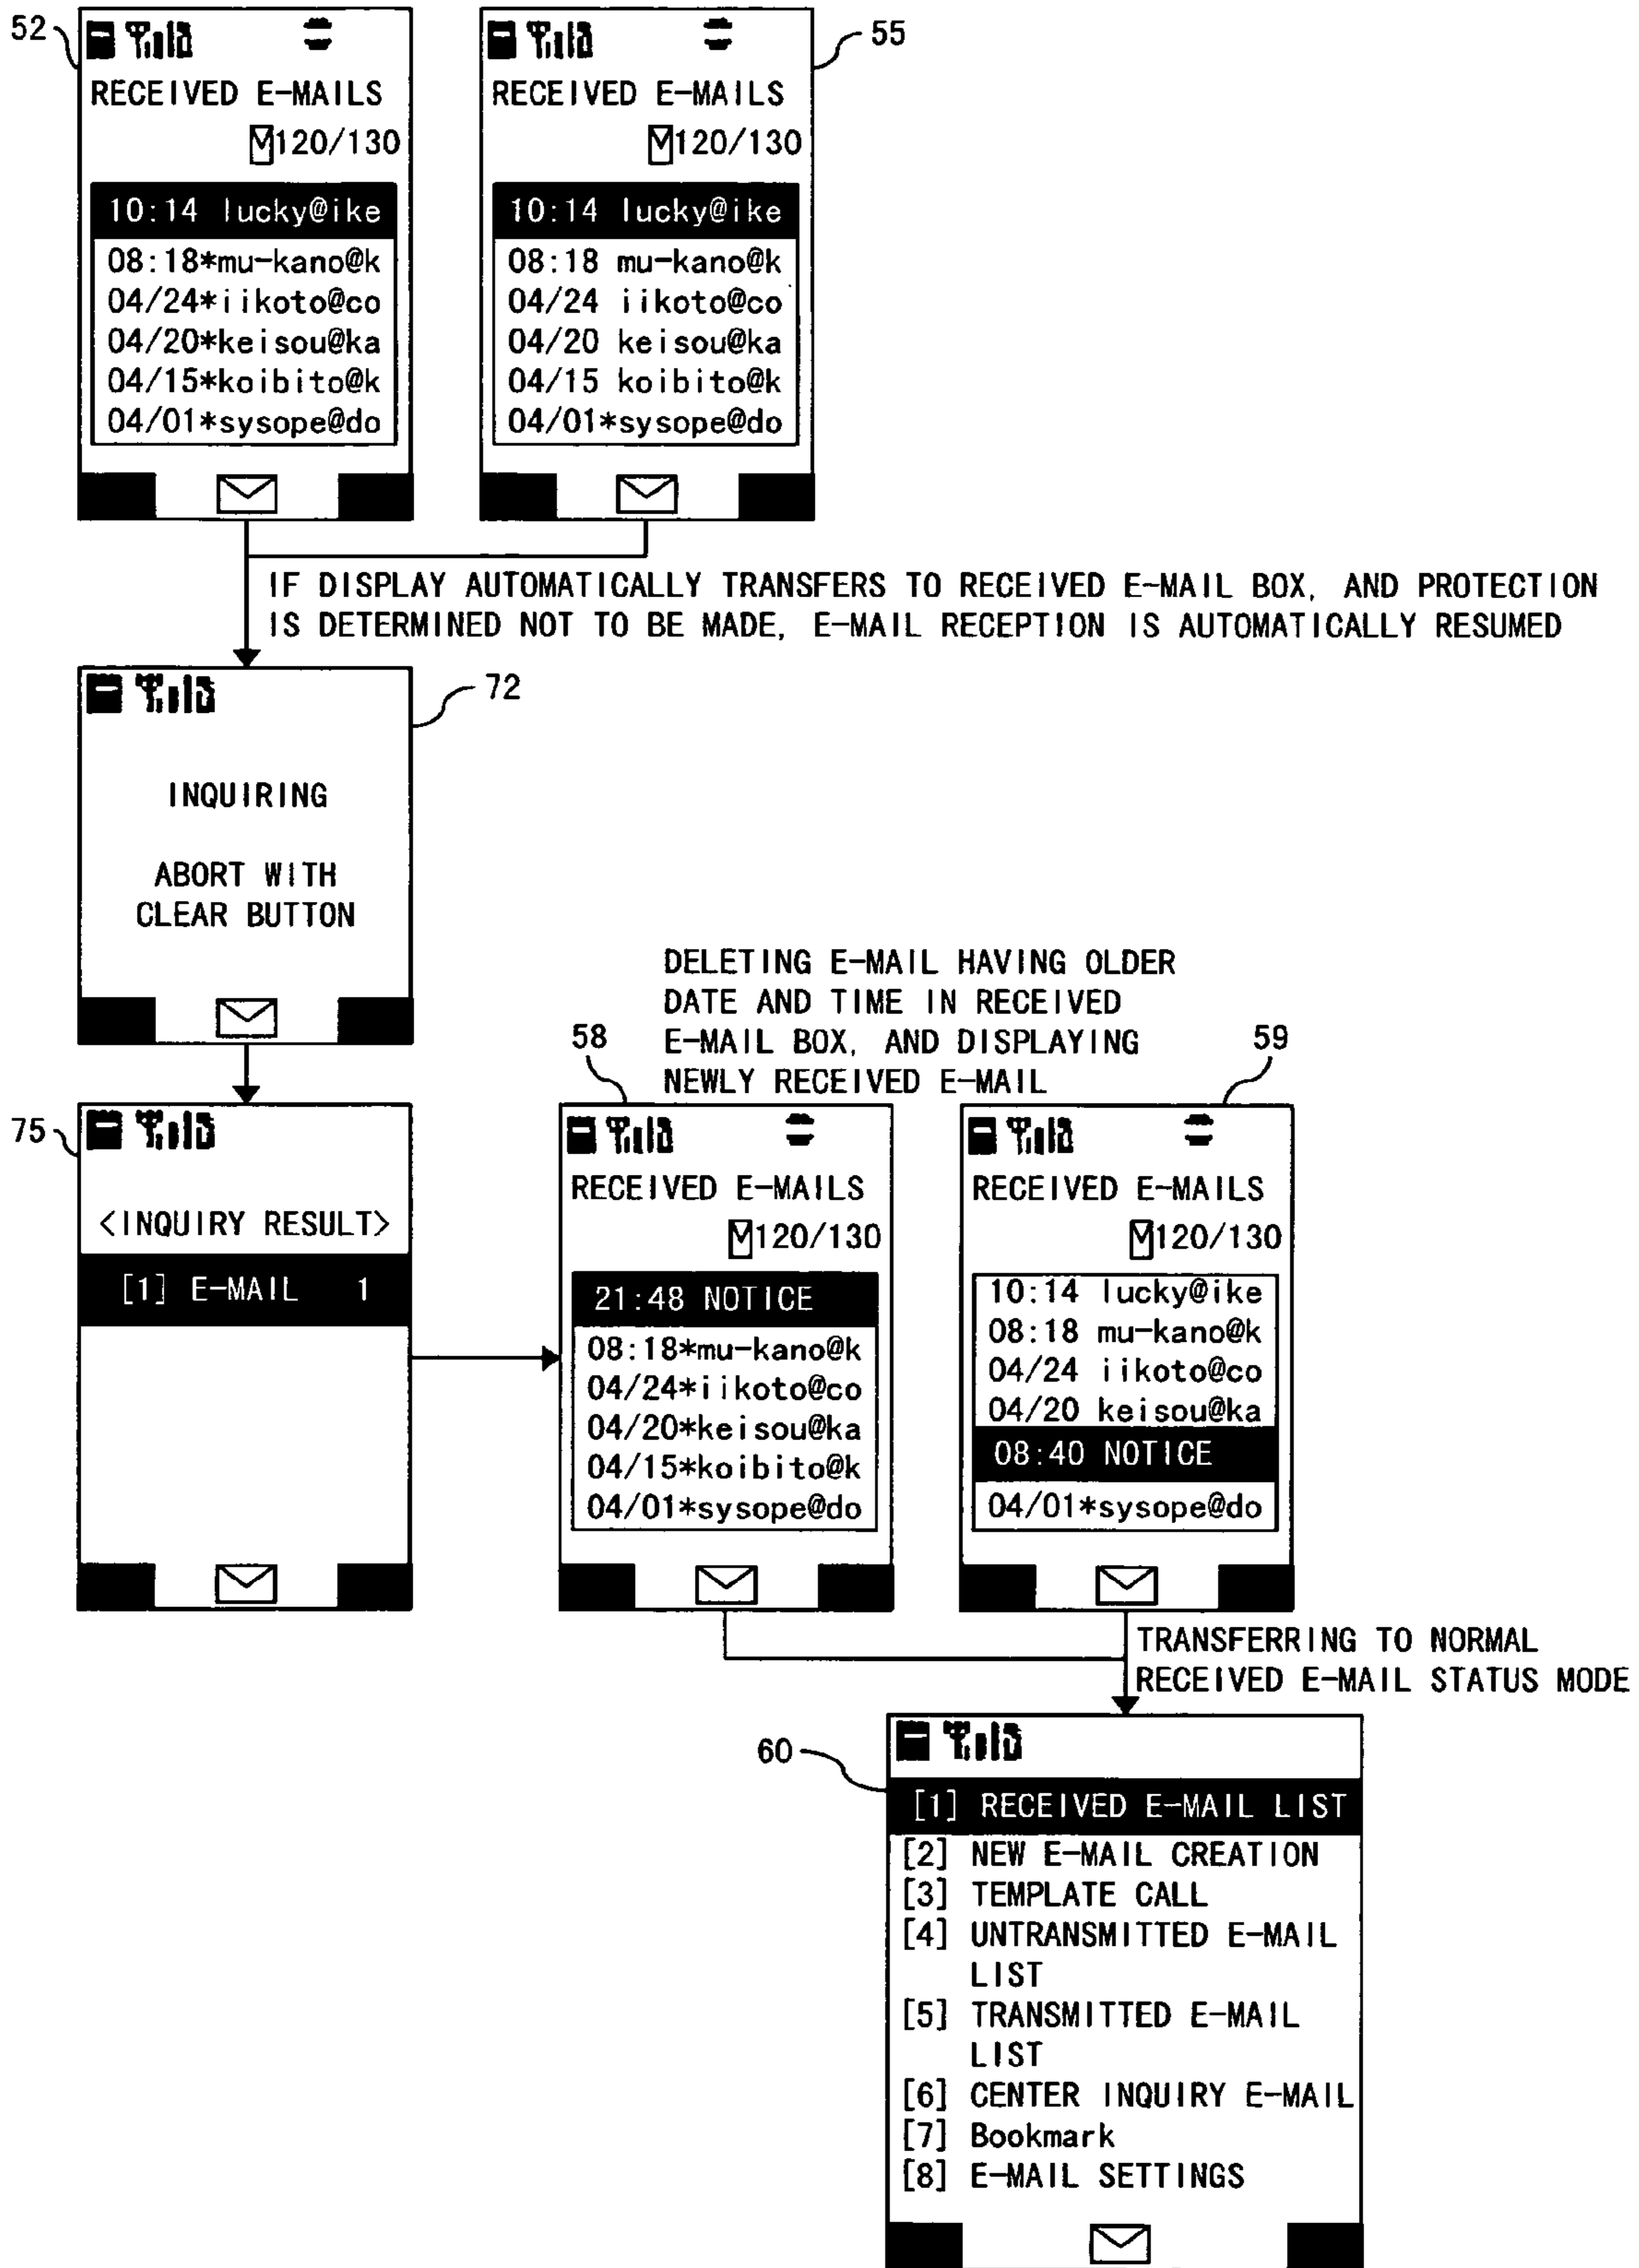 52
RECEIVED E-MAILS
120/130
10:14 lucky@ike
08:18*mu-kano@k
04/24*iikoto@co
04/20*keisou@ka
04/15*koibito@k
04/01*sysope@do
55
RECEIVED E-MAILS
120/130
10:14 lucky@ike
08:18 mu-kano@k
04/24 iikoto@co
04/20 keisou@ka
04/15 koibito@k
04/01*sysope@do
IF DISPLAY AUTOMATICALLY TRANSFERS TO RECEIVED E-MAIL BOX, AND PROTECTION
IS DETERMINED NOT TO BE MADE, E-MAIL RECEPTION IS AUTOMATICALLY RESUMED
72
INQUIRING
ABORT WITH
CLEAR BUTTON
75
<INQUIRY RESULT>
[1] E-MAIL 1
DELETING E-MAIL HAVING OLDER
DATE AND TIME IN RECEIVED
E-MAIL BOX, AND DISPLAYING
NEWLY RECEIVED E-MAIL
58
RECEIVED E-MAILS
120/130
21:48 NOTICE
08:18*mu-kano@k
04/24*iikoto@co
04/20*keisou@ka
04/15*koibito@k
04/01*sysope@do
59
RECEIVED E-MAILS
120/130
10:14 lucky@ike
08:18 mu-kano@k
04/24 iikoto@co
04/20 keisou@ka
08:40 NOTICE
04/01*sysope@do
TRANSFERRING TO NORMAL
RECEIVED E-MAIL STATUS MODE
60
[1] RECEIVED E-MAIL LIST
[2] NEW E-MAIL CREATION
[3] TEMPLATE CALL
[4] UNTRANSMITTED E-MAIL
LIST
[5] TRANSMITTED E-MAIL
LIST
[6] CENTER INQUIRY E-MAIL
[7] Bookmark
[8] E-MAIL SETTINGS